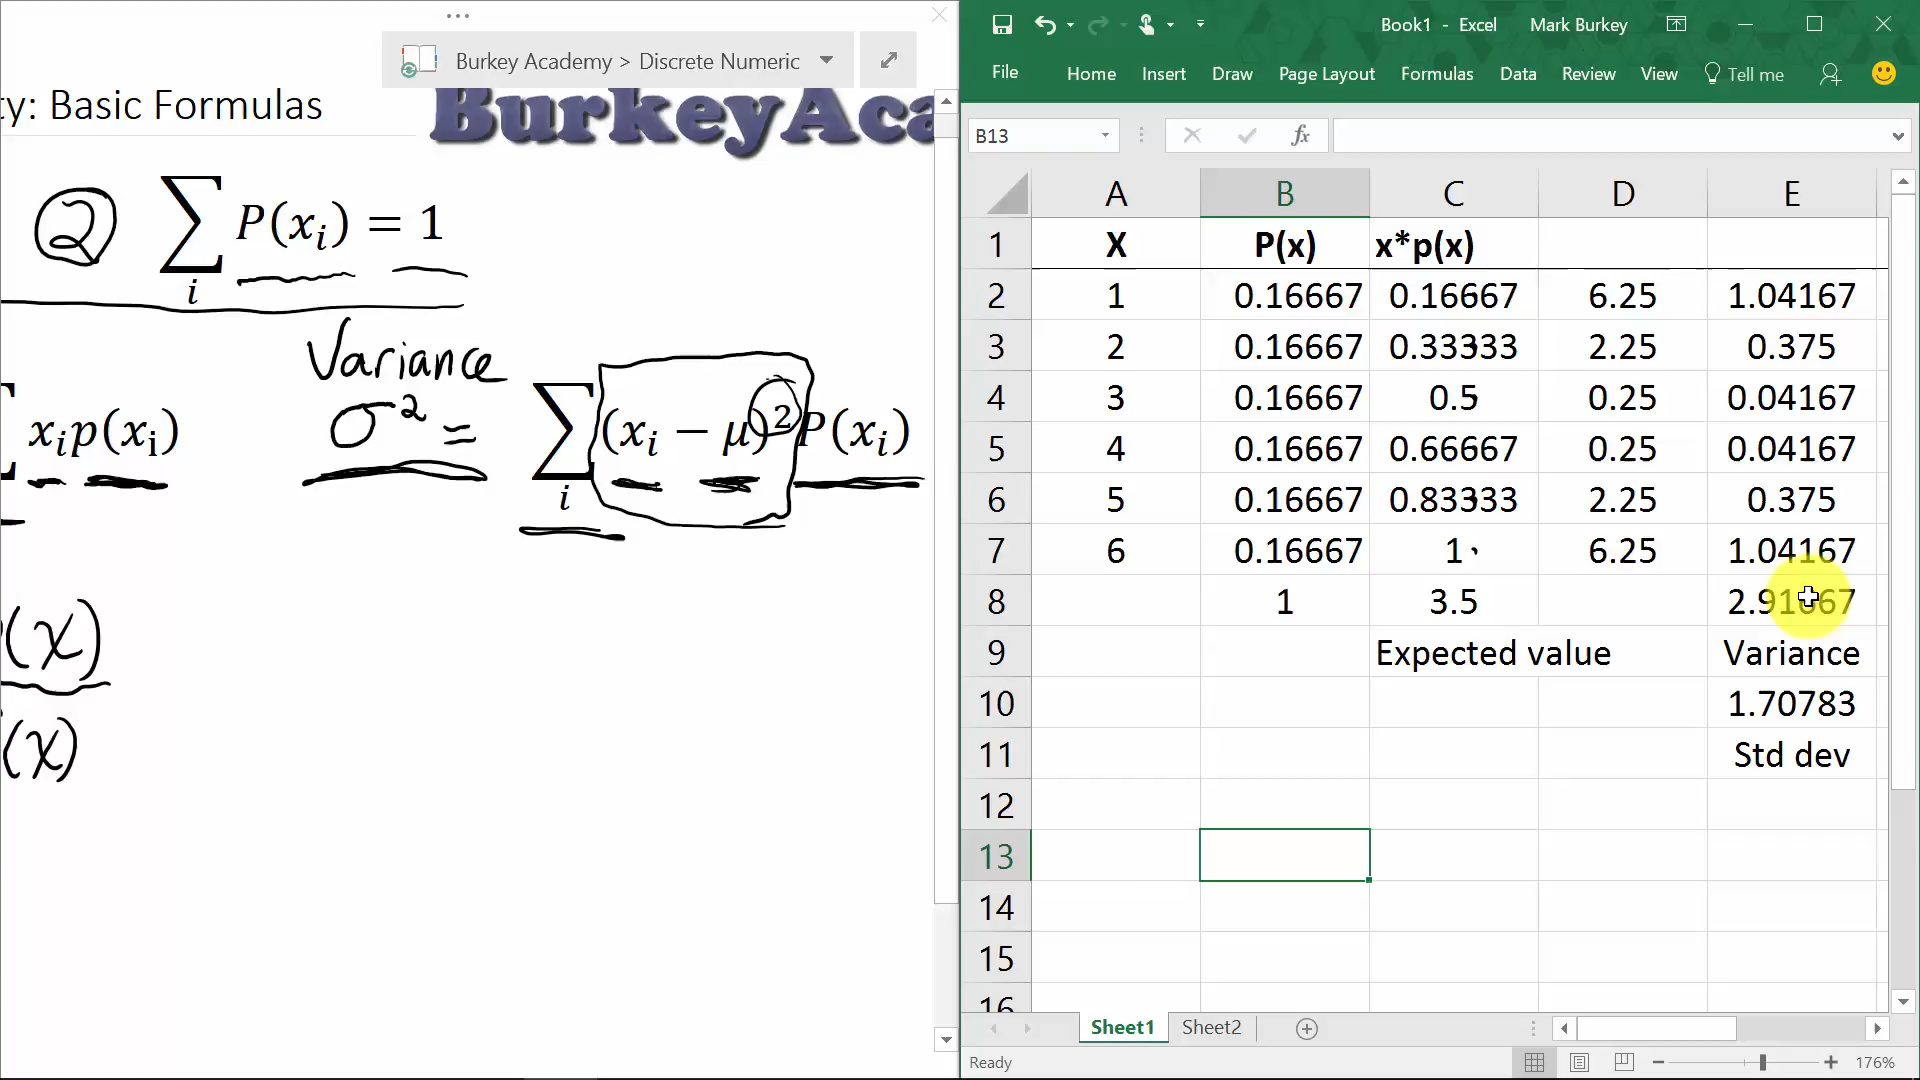 Burkey Academy > Discrete Numeric
ty: Basic Formulas
BurkeyAca
2 ∑ P(xᵢ) = 1
i
Variance
xᵢp(xᵢ)
σ² = ∑ (xᵢ − μ)² P(xᵢ)
i
(x)
(x)
Book1 - Excel
Mark Burkey
File Home Insert Draw Page Layout Formulas Data Review View Tell me
B13 fx
A B C D E
1 X P(x) x*p(x)
2 1 0.16667 0.16667 6.25 1.04167
3 2 0.16667 0.33333 2.25 0.375
4 3 0.16667 0.5 0.25 0.04167
5 4 0.16667 0.66667 0.25 0.04167
6 5 0.16667 0.83333 2.25 0.375
7 6 0.16667 1 6.25 1.04167
8 1 3.5 2.91667
9 Expected value Variance
10 1.70783
11 Std dev
12
13
14
15
16
Sheet1 Sheet2
Ready 176%